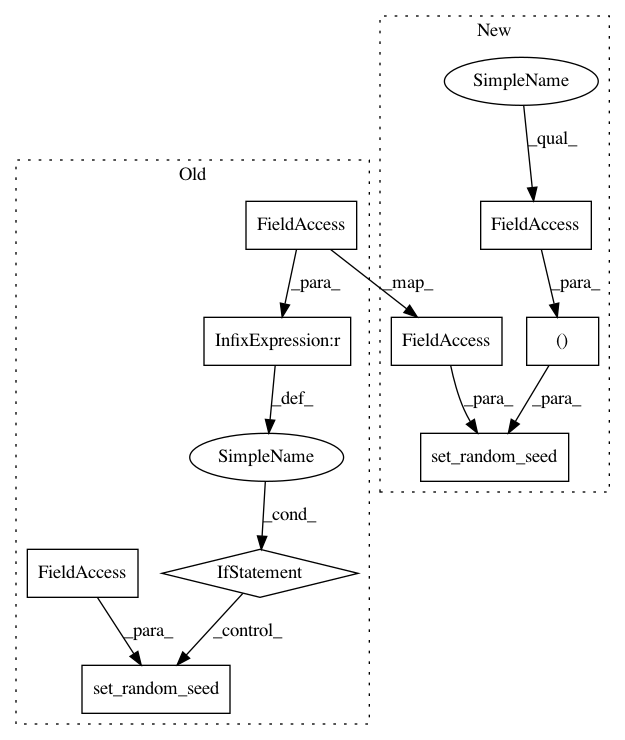 New
SimpleName
_qual_
Old
FieldAccess
FieldAccess
_para_
_map_
_para_
InfixExpression:r
FieldAccess
()
_def_
_para_
_para_
SimpleName
set_random_seed
_cond_
FieldAccess
IfStatement
_para_
_control_
set_random_seed